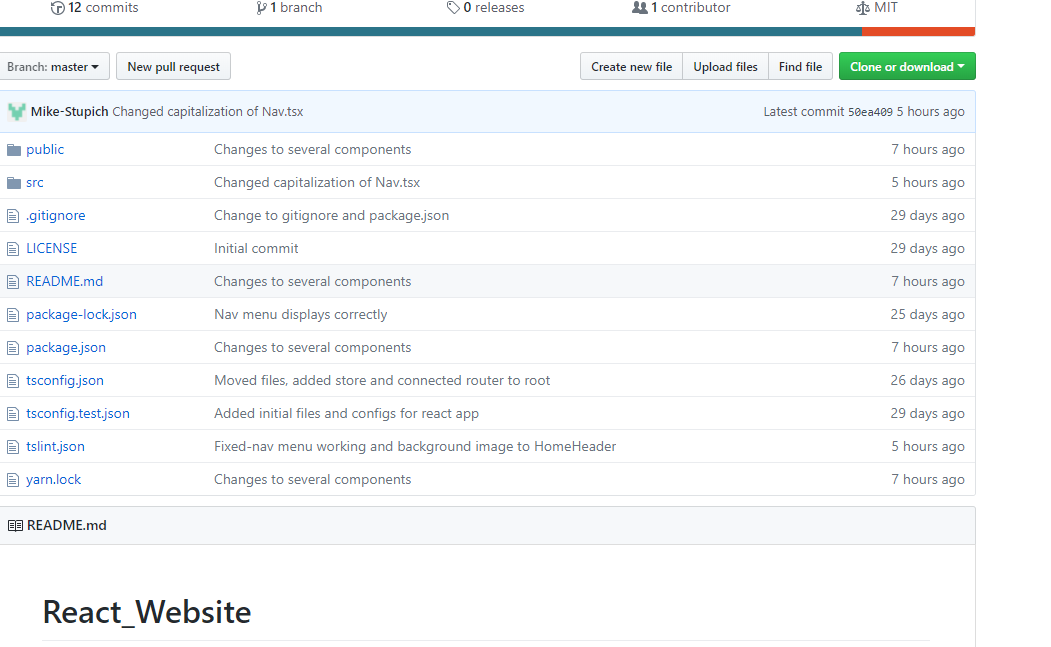 12 commits 1 branch 0 releases 1 contributor MIT
Branch: master New pull request Create new file Upload files Find file Clone or download
Mike-Stupich Changed capitalization of Nav.tsx Latest commit 50ea409 5 hours ago
public Changes to several components 7 hours ago
src Changed capitalization of Nav.tsx 5 hours ago
.gitignore Change to gitignore and package.json 29 days ago
LICENSE Initial commit 29 days ago
README.md Changes to several components 7 hours ago
package-lock.json Nav menu displays correctly 25 days ago
package.json Changes to several components 7 hours ago
tsconfig.json Moved files, added store and connected router to root 26 days ago
tsconfig.test.json Added initial files and configs for react app 29 days ago
tslint.json Fixed-nav menu working and background image to HomeHeader 5 hours ago
yarn.lock Changes to several components 7 hours ago
README.md
React_Website